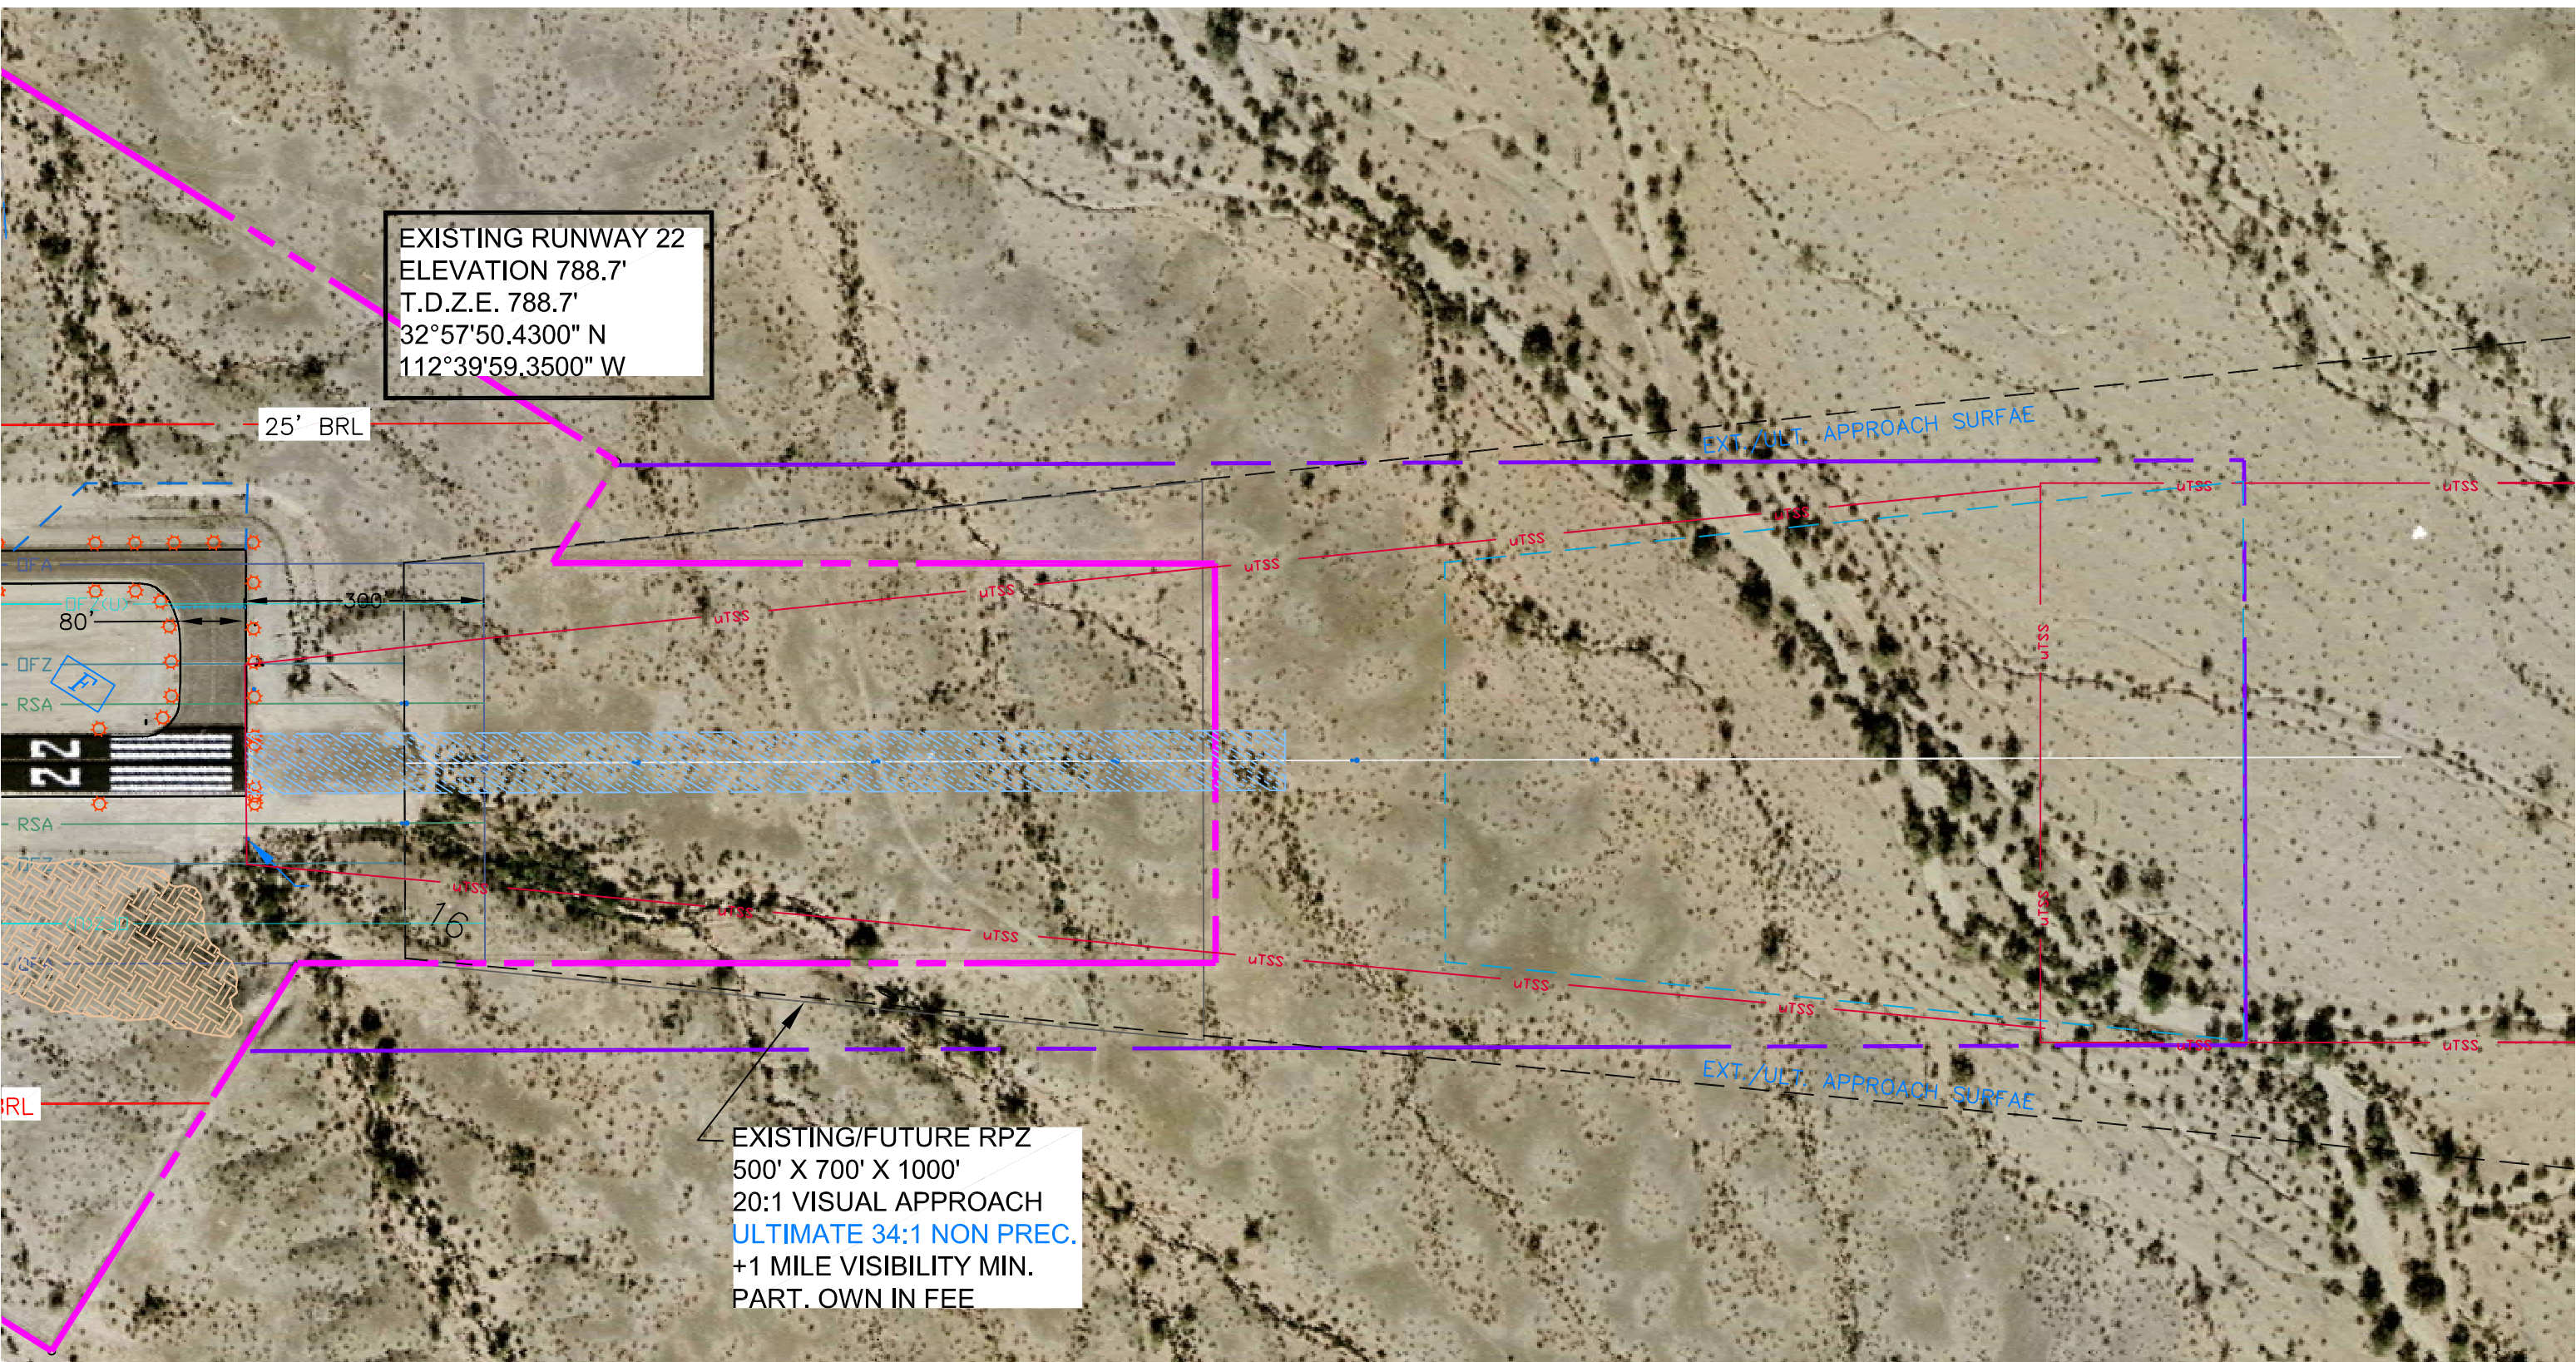 EXISTING RUNWAY 22
ELEVATION 788.7'
T.D.Z.E. 788.7'
32°57'50.4300" N
112°39'59.3500" W
25' BRL
EXT./ULT. APPROACH SURFAE
uTSS
uTSS
uTSS
uTSS
uTSS
uTSS
OFA
uTSS
300'
OFZ(U)
80'
uTSS
uTSS
OFZ
F
RSA
22
RSA
uTSS
uTSS
uTSS
16
uTSS
uTSS
uTSS
uTSS
uTSS
uTSS
EXT./ULT. APPROACH SURFAE
BRL
EXISTING/FUTURE RPZ
500' X 700' X 1000'
20:1 VISUAL APPROACH
ULTIMATE 34:1 NON PREC.
+1 MILE VISIBILITY MIN.
PART. OWN IN FEE